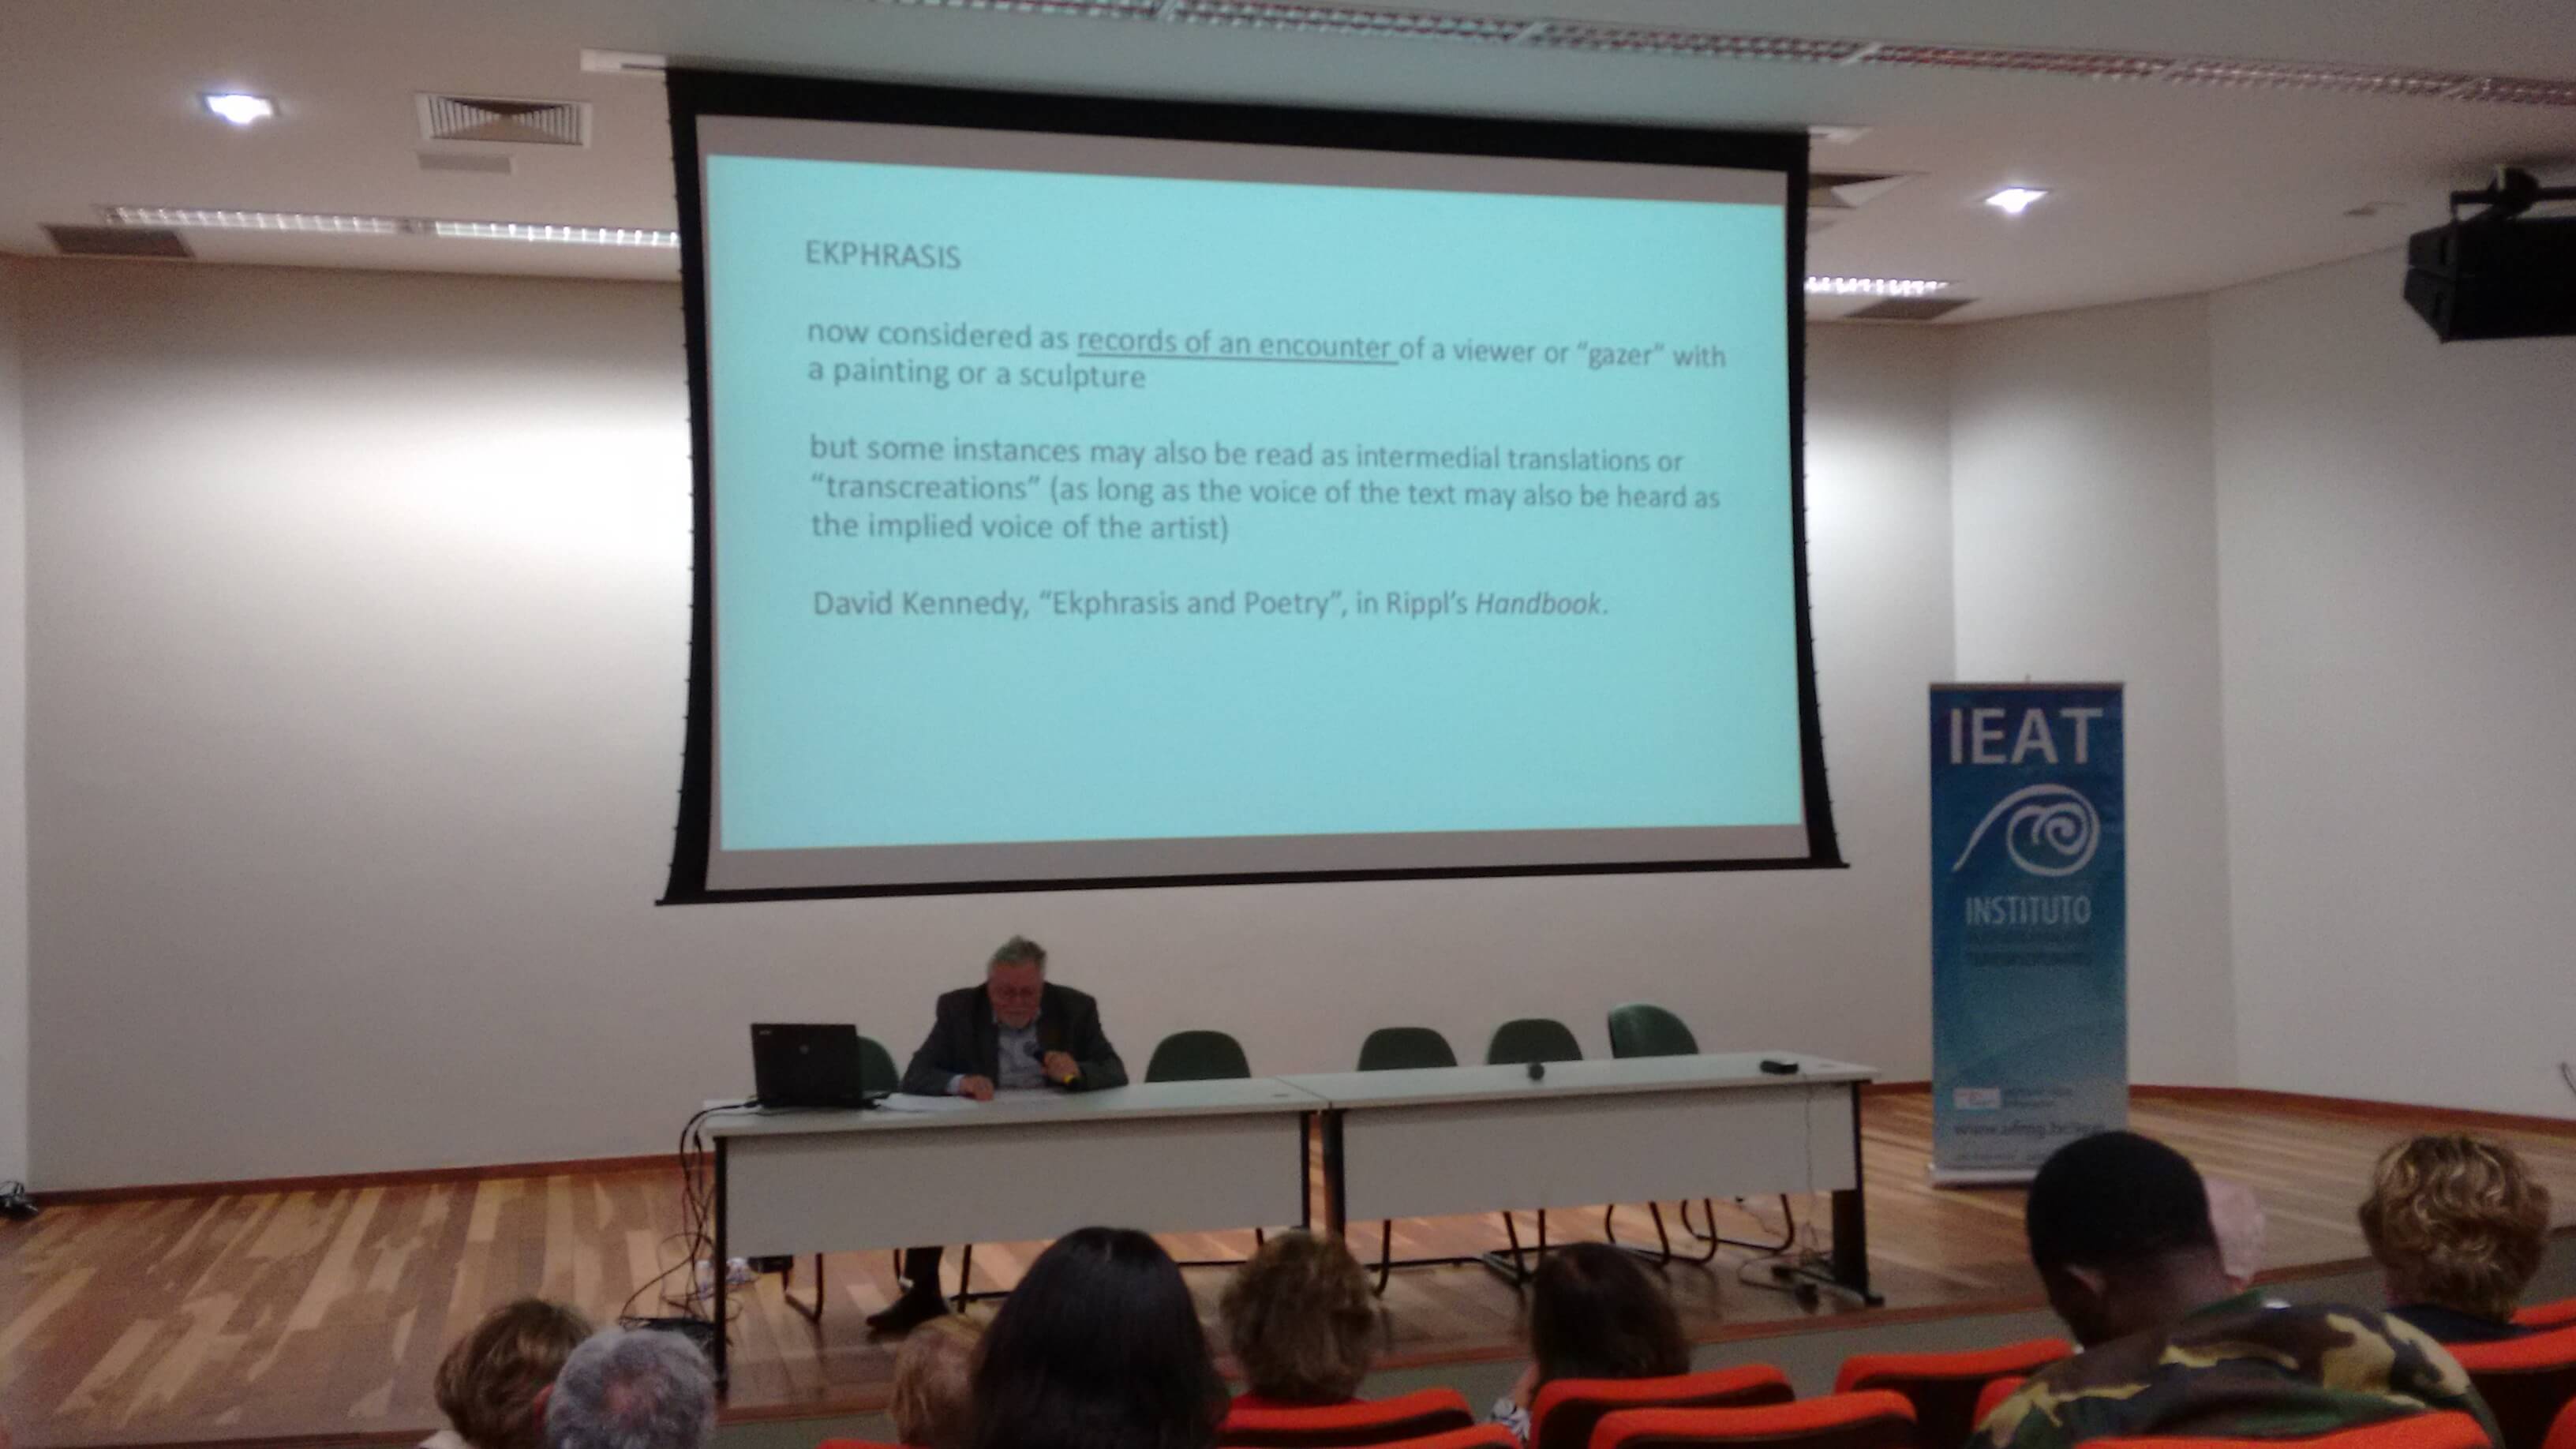 EKPHRASIS
now considered as records of an encounter of a viewer or “gazer” with
a painting or a sculpture
but some instances may also be read as intermedial translations or
“transcreations” (as long as the voice of the text may also be heard as
the implied voice of the artist)
David Kennedy, “Ekphrasis and Poetry”, in Rippl’s Handbook.
IEAT
INSTITUTO